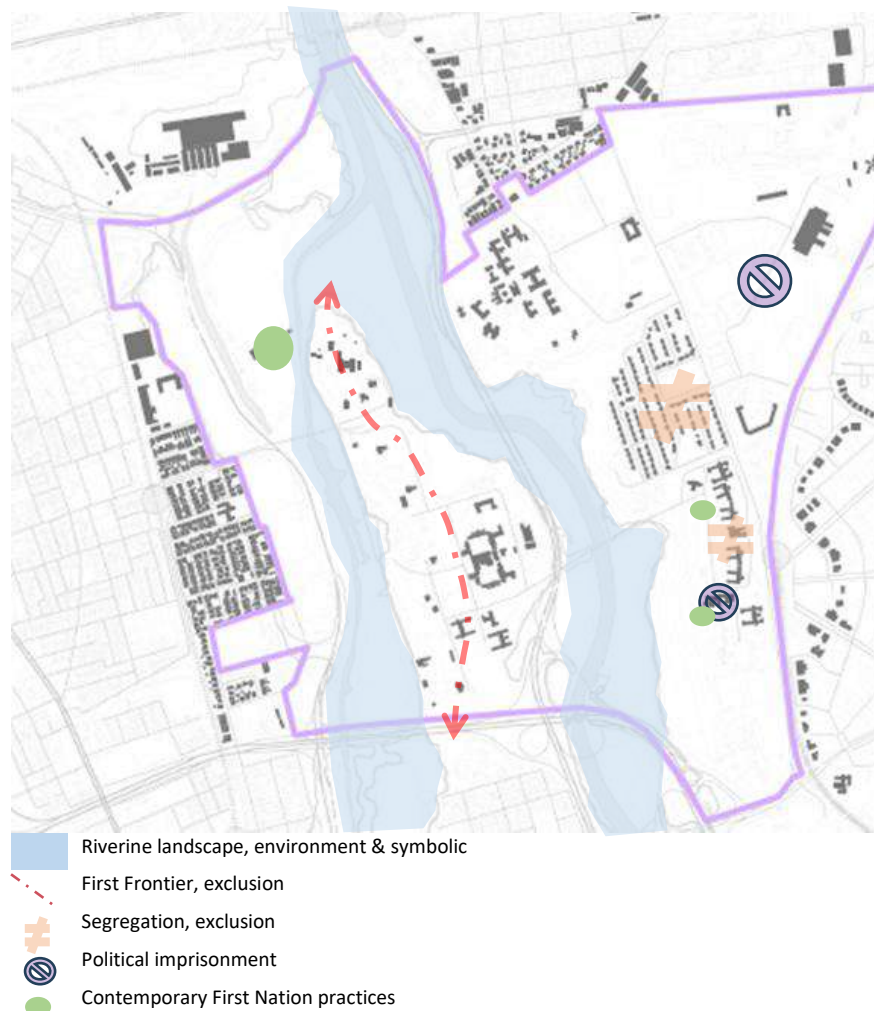 Riverine landscape, environment & symbolic
First Frontier, exclusion
Segregation, exclusion
Political imprisonment
Contemporary First Nation practices